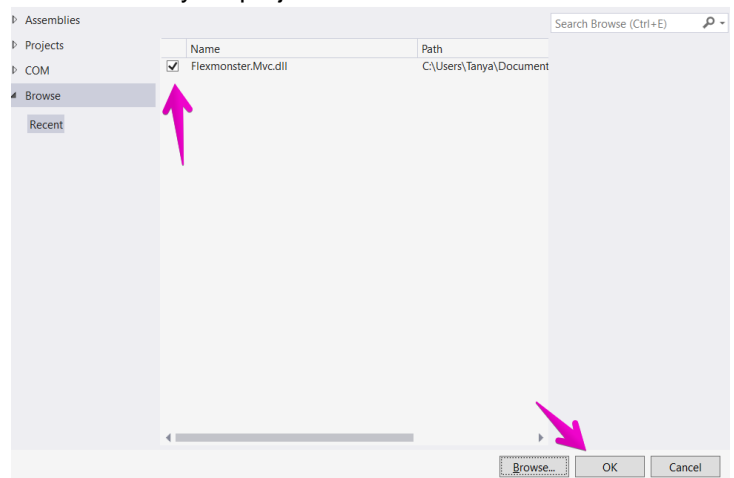 Assemblies
Search Browse (Ctrl+E)
Projects
COM
Browse
Recent
Name Path
Flexmonster.Mvc.dll C:\Users\Tanya\Document
Browse... OK Cancel